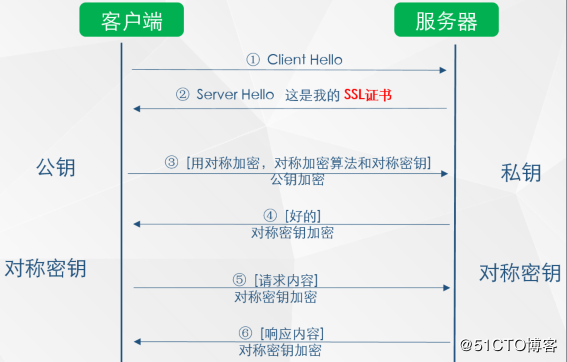 客户端
服务器
① Client Hello
② Server Hello 这是我的 SSL证书
公钥
③ [用对称加密，对称加密算法和对称密钥]
公钥加密
私钥
④ [好的]
对称密钥加密
对称密钥
对称密钥
⑤ [请求内容]
对称密钥加密
⑥ [响应内容]
对称密钥加密
@51CTO博客